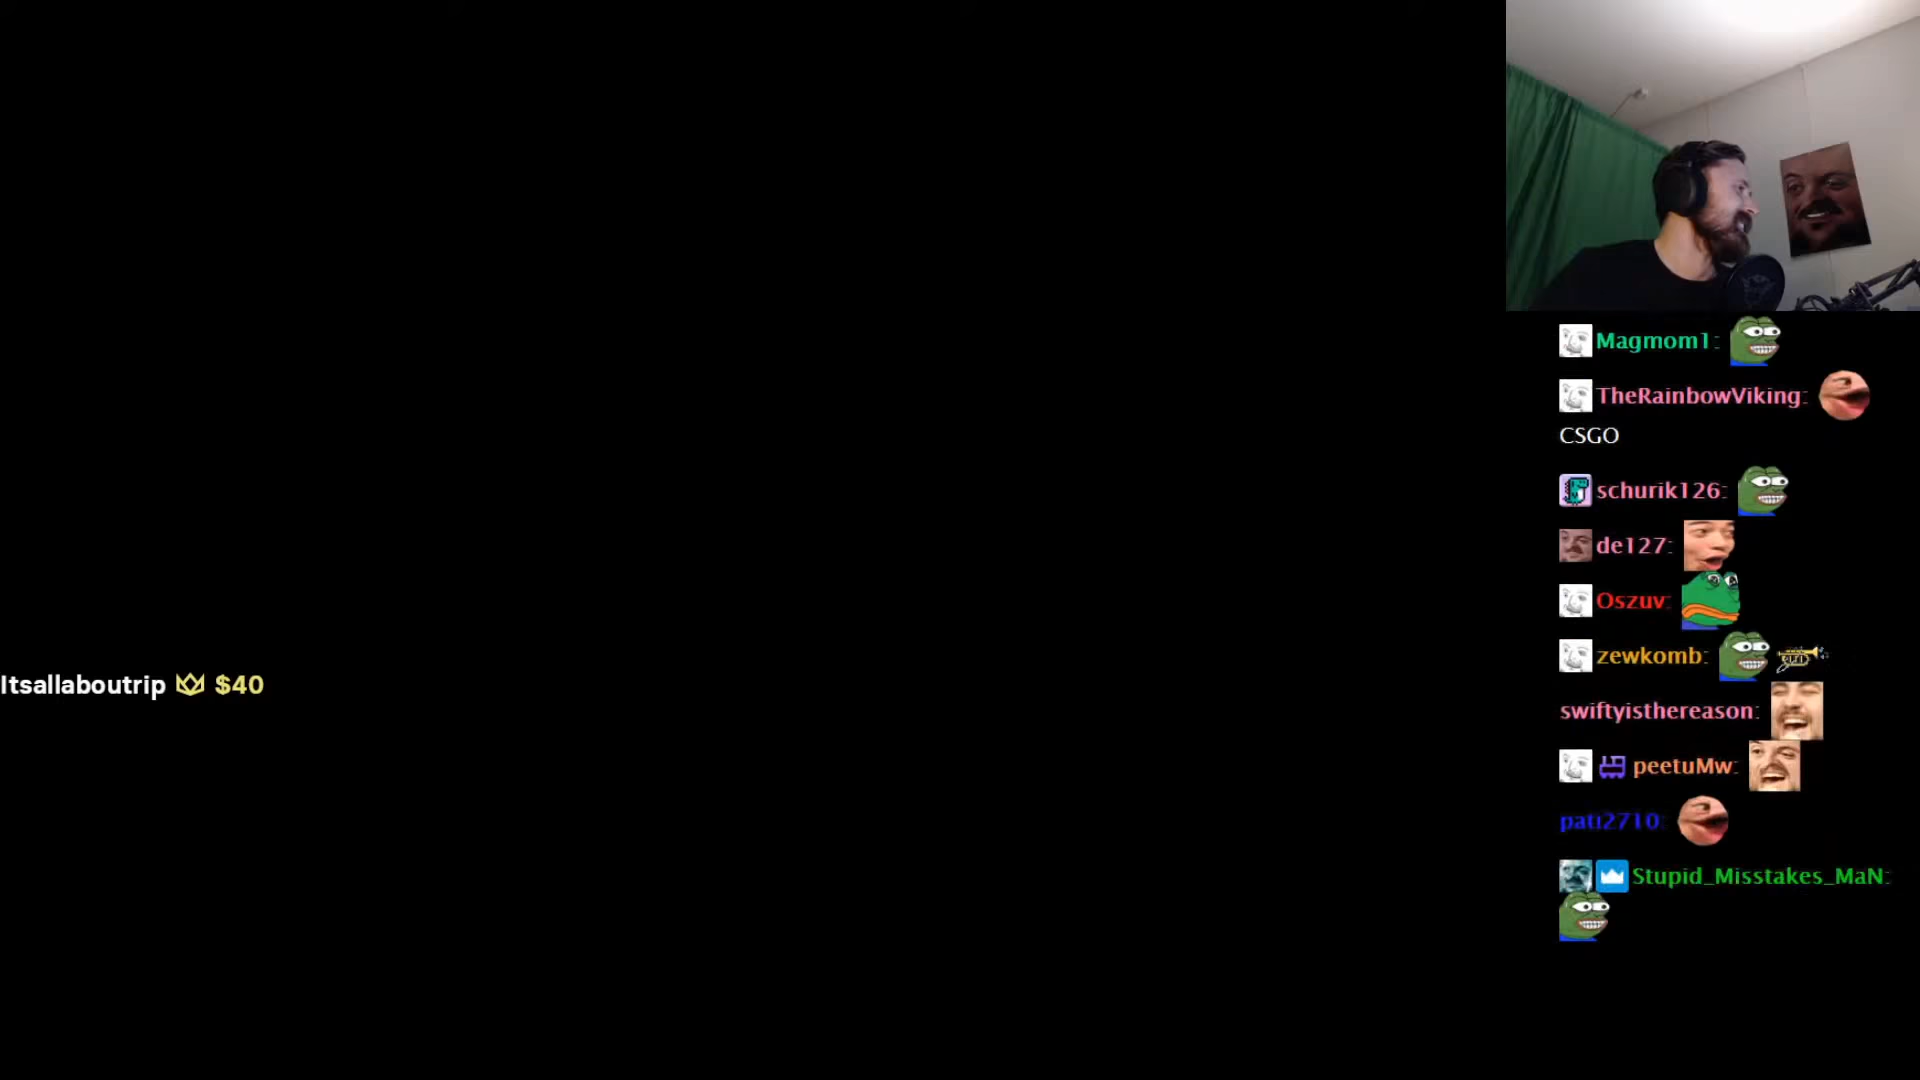 Magmom1:
TheRainbowViking:
CSGO
schurik126:
de127:
Oszuv:
zewkomb:
Itsallaboutrip $40
swiftyisthereason:
peetuMw:
pati2710:
Stupid_Misstakes_MaN: